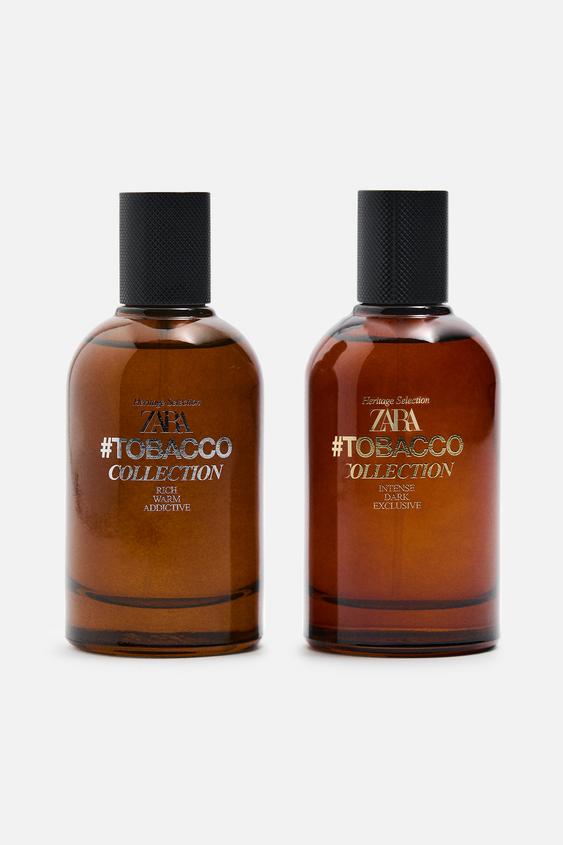 Heritage Selection
ZARA
#TOBACCO
COLLECTION
RICH
WARM
ADDICTIVE
Heritage Selection
ZARA
#TOBACCO
COLLECTION
INTENSE
DARK
EXCLUSIVE